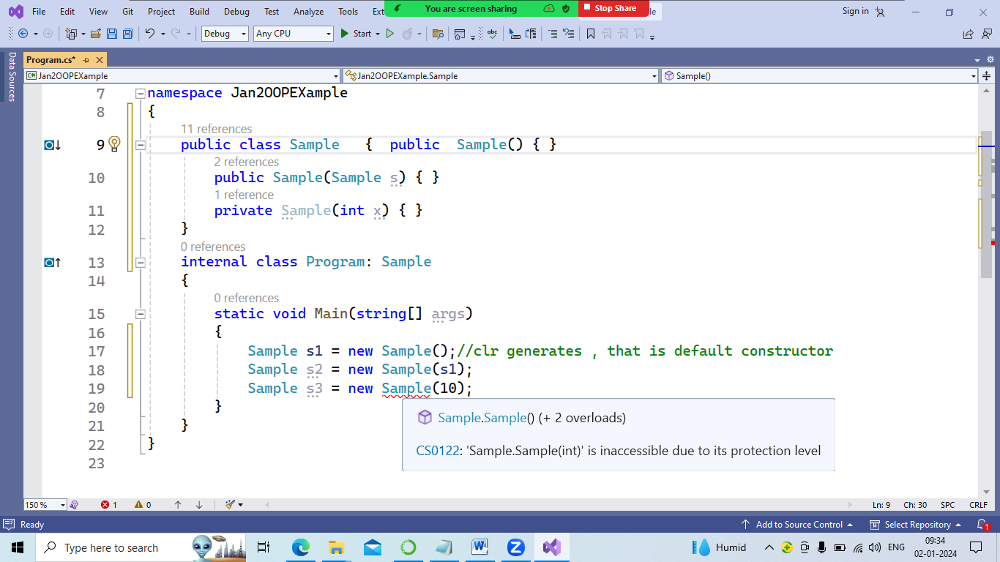 File Edit View Git Project Build Debug Test Analyze Tools Ext You are screen sharing Stop Share le Sign in
Debug Any CPU Start abc
Program.cs*
Data Sources
C# Jan2OOPEXample Jan2OOPEXample.Sample Sample()
7 namespace Jan2OOPEXample
8 {
11 references
9 public class Sample { public Sample() { }
2 references
10 public Sample(Sample s) { }
1 reference
11 private Sample(int x) { }
12 }
0 references
13 internal class Program: Sample
14 {
0 references
15 static void Main(string[] args)
16 {
17 Sample s1 = new Sample();//clr generates , that is default constructor
18 Sample s2 = new Sample(s1);
19 Sample s3 = new Sample(10);
20 }
21 }
22 }
23
Sample.Sample() (+ 2 overloads)
CS0122: 'Sample.Sample(int)' is inaccessible due to its protection level
150 % 1 0 Ln: 9 Ch: 30 SPC CRLF
Ready Add to Source Control Select Repository 1
Type here to search W Z Humid ENG 09:34
02-01-2024